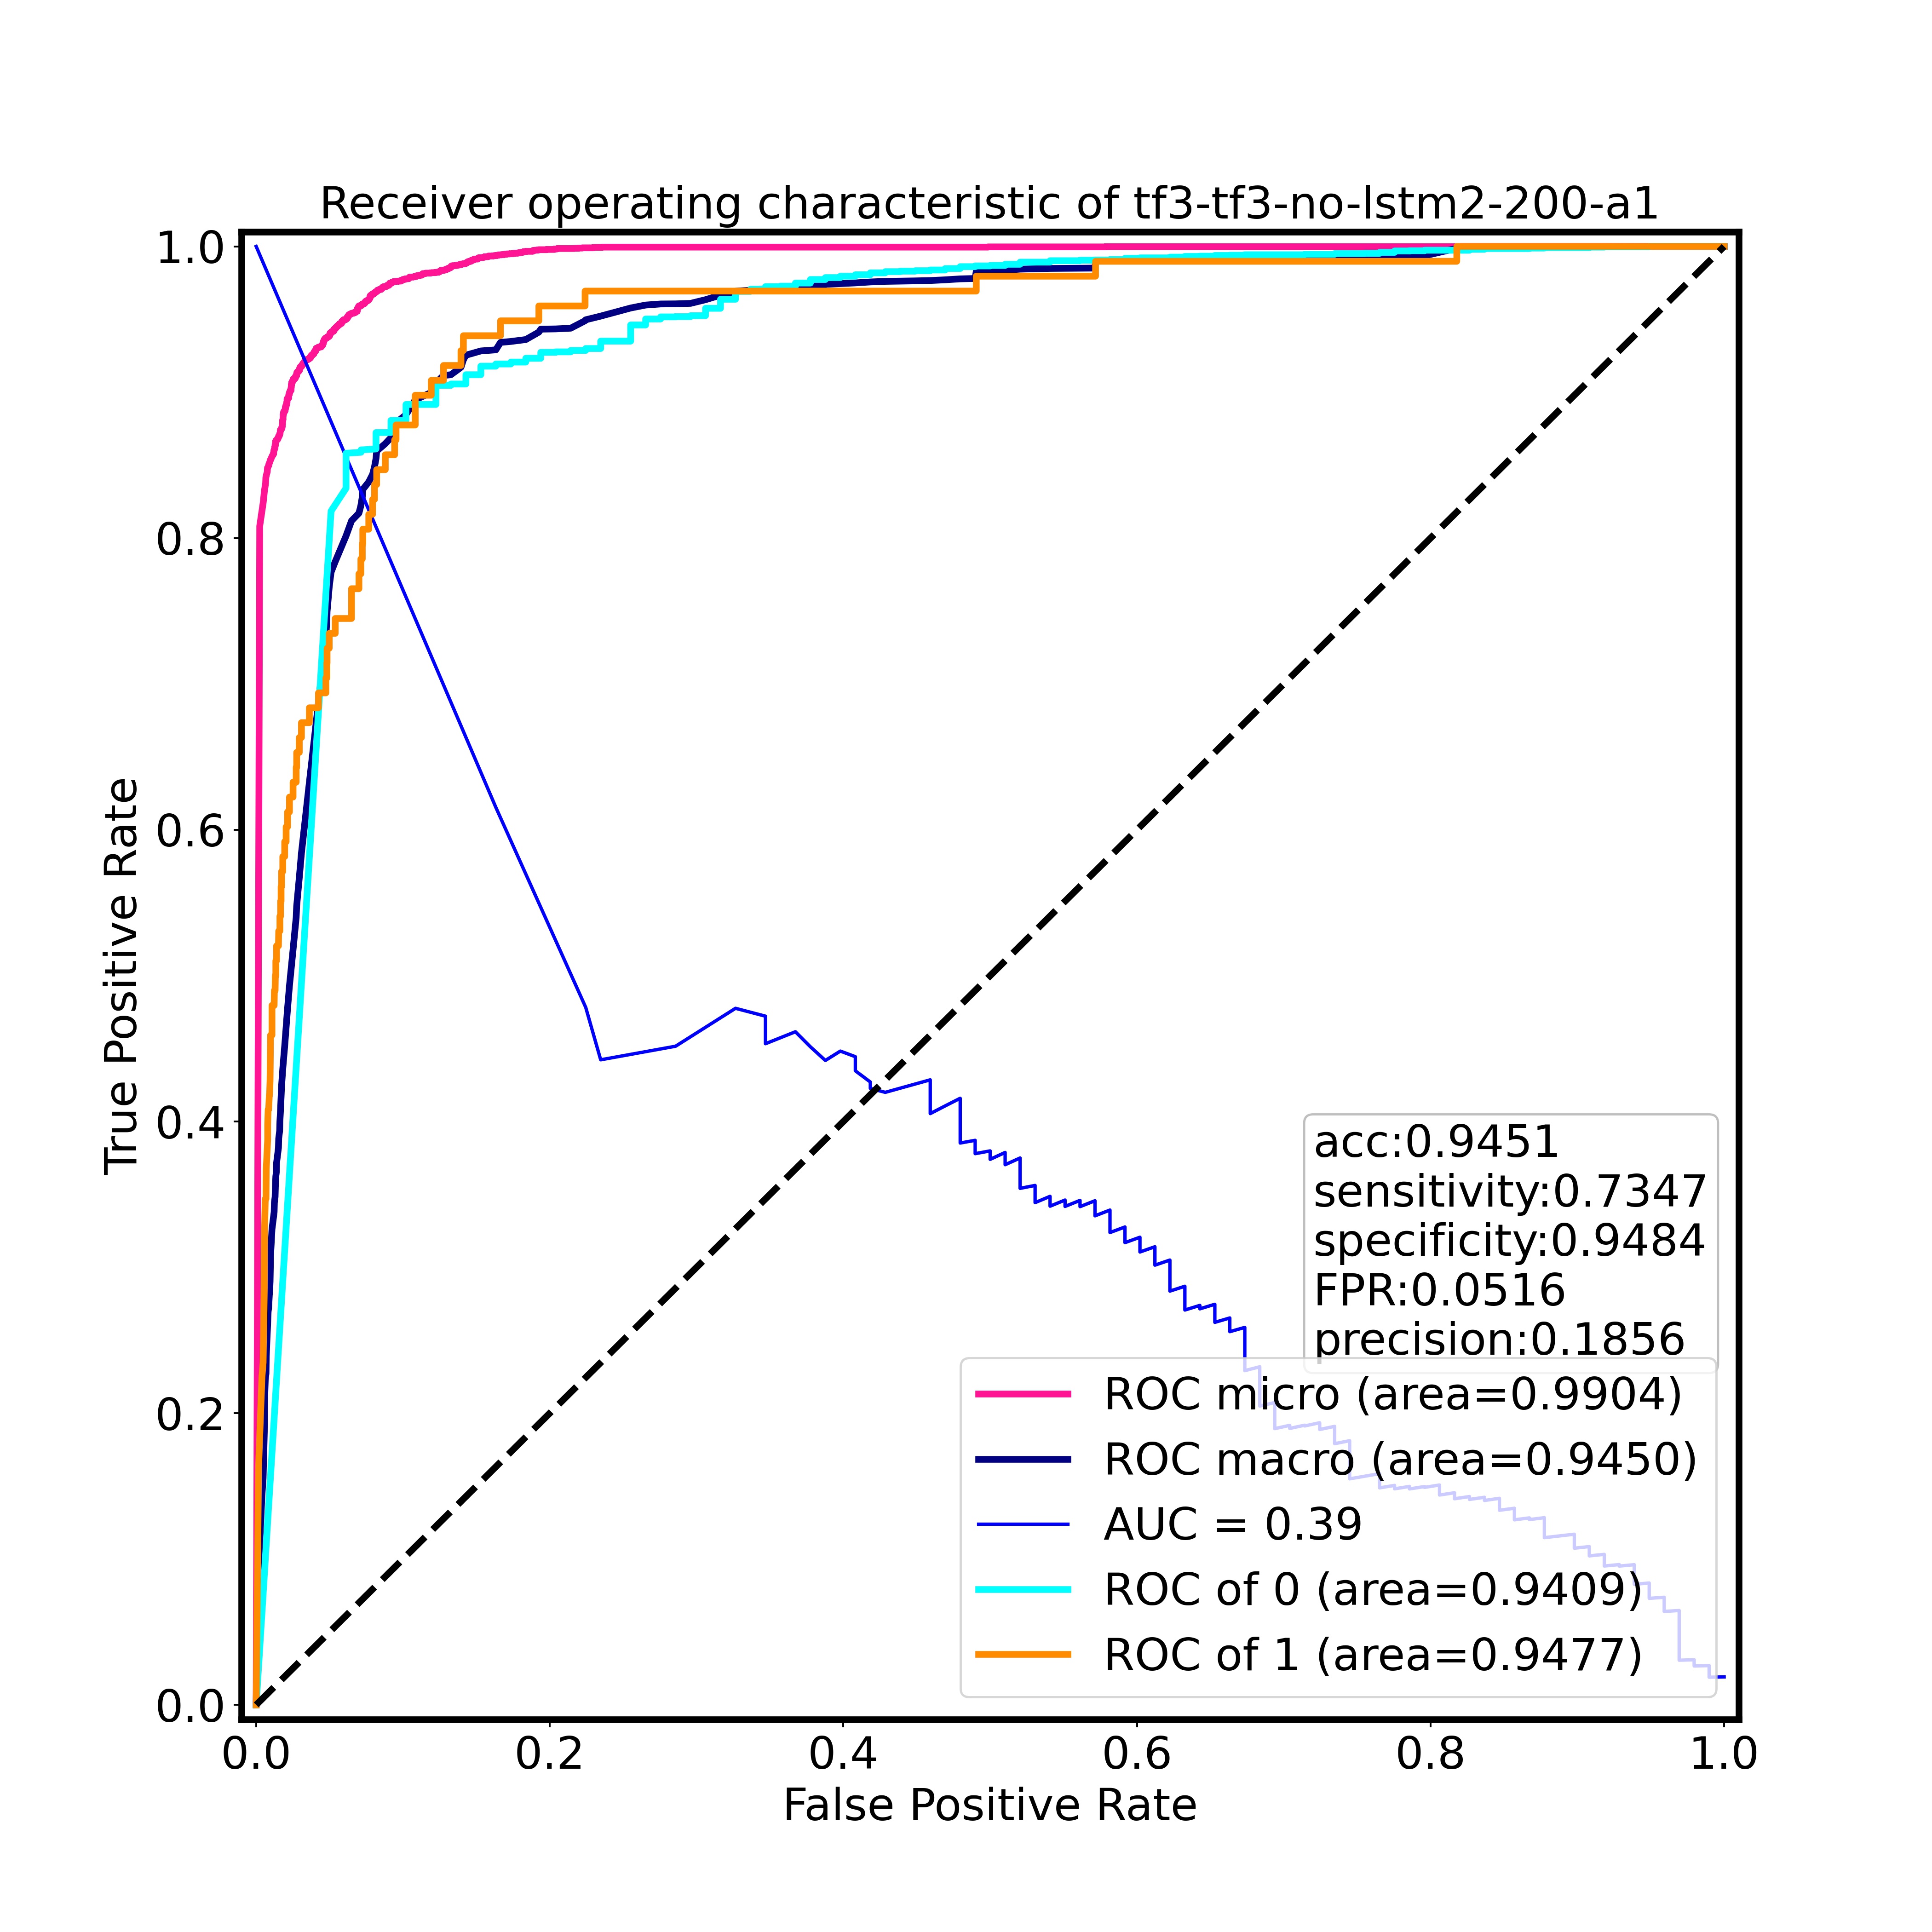 Receiver operating characteristic of tf3-tf3-no-lstm2-200-a1
1.0
0.8
0.6
0.4
0.2
0.0
True Positive Rate
acc:0.9451
sensitivity:0.7347
specificity:0.9484
FPR:0.0516
precision:0.1856
ROC micro (area=0.9904)
ROC macro (area=0.9450)
AUC = 0.39
ROC of 0 (area=0.9409)
ROC of 1 (area=0.9477)
0.0 0.2 0.4 0.6 0.8 1.0
False Positive Rate